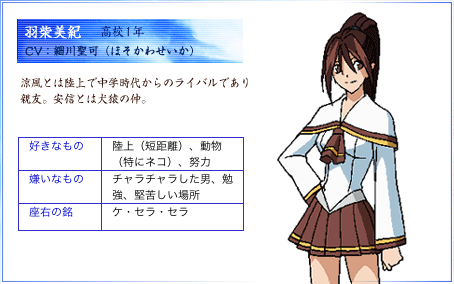 羽柴美紀　高校1年
CV：細川聖可（ほそかわせいか）
涼風とは陸上で中学時代からのライバルであり
親友。安信とは犬猿の仲。
好きなもの　陸上（短距離）、動物
（特にネコ）、努力
嫌いなもの　チャラチャラした男、勉
強、堅苦しい場所
座右の銘　ケ・セラ・セラ